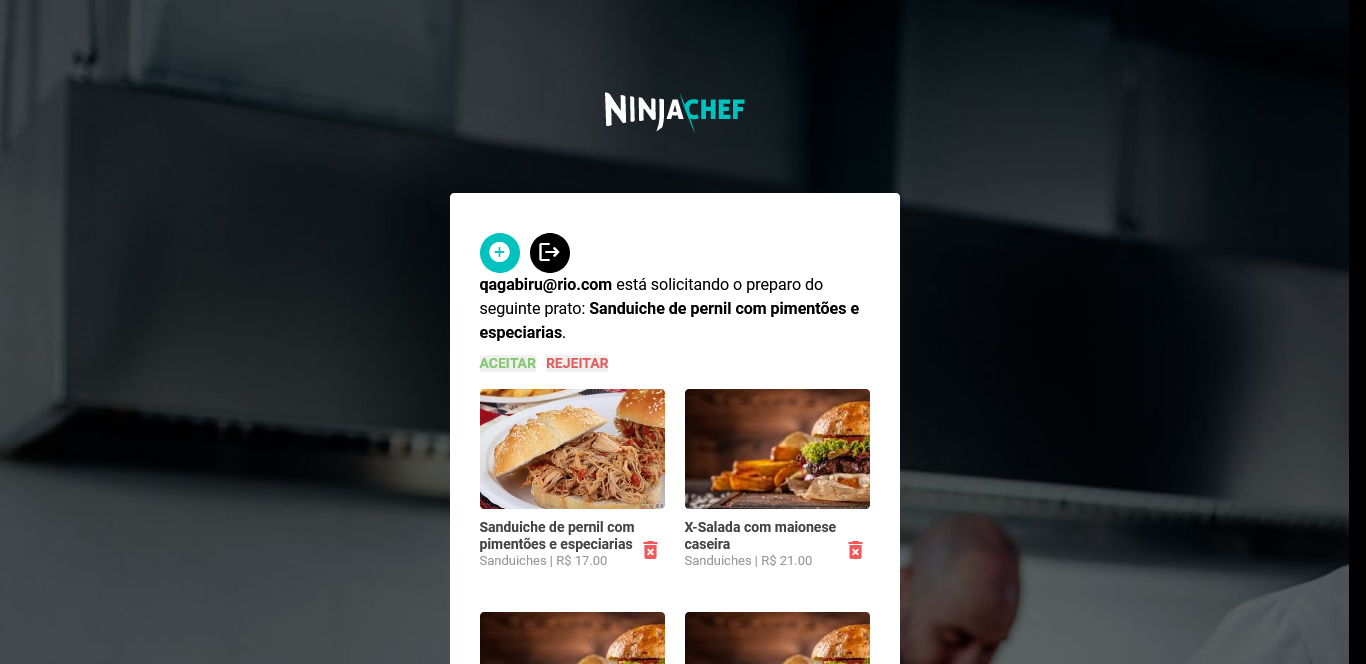 NINJACHEF
qagabiru@rio.com está solicitando o preparo do
seguinte prato: Sanduiche de pernil com pimentões e
especiarias.
ACEITAR REJEITAR
Sanduiche de pernil com
pimentões e especiarias
Sanduiches | R$ 17.00
X-Salada com maionese
caseira
Sanduiches | R$ 21.00